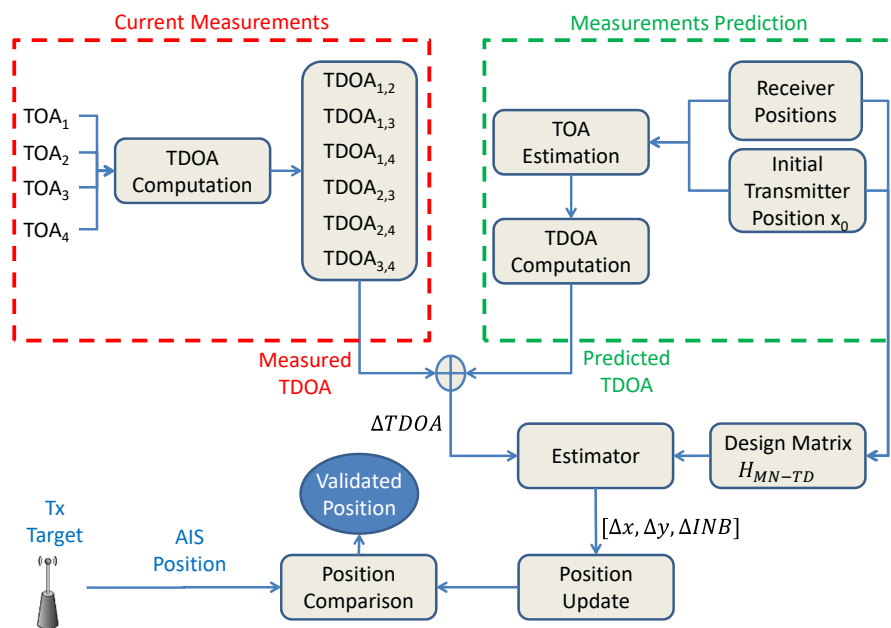 Current Measurements
TOA₁
TOA₂
TOA₃
TOA₄
TDOA
Computation
TDOA₁,₂
TDOA₁,₃
TDOA₁,₄
TDOA₂,₃
TDOA₂,₄
TDOA₃,₄
Measured
TDOA
Measurements Prediction
Receiver
Positions
Initial
Transmitter
Position x₀
TOA
Estimation
TDOA
Computation
Predicted
TDOA
ΔTDOA
Estimator
Design Matrix
H_{MN−TD}
[Δx, Δy, ΔINB]
Position
Update
Position
Comparison
Validated
Position
AIS
Position
Tx
Target